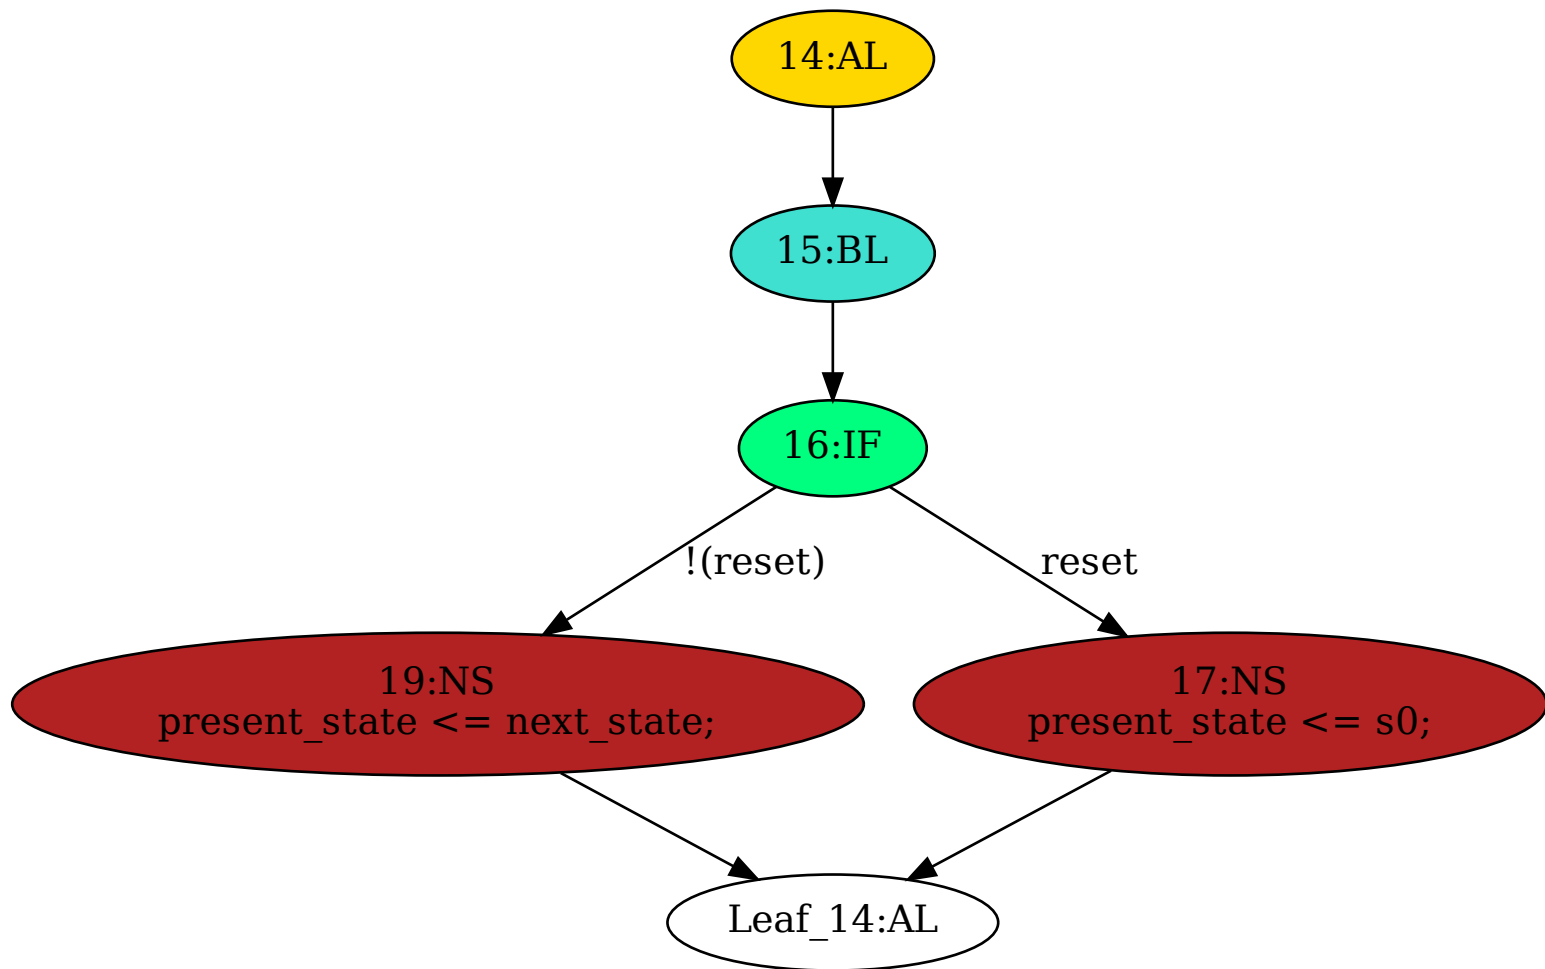 14:AL
15:BL
16:IF
!(reset)
reset
19:NS
present_state <= next_state;
17:NS
present_state <= s0;
Leaf_14:AL